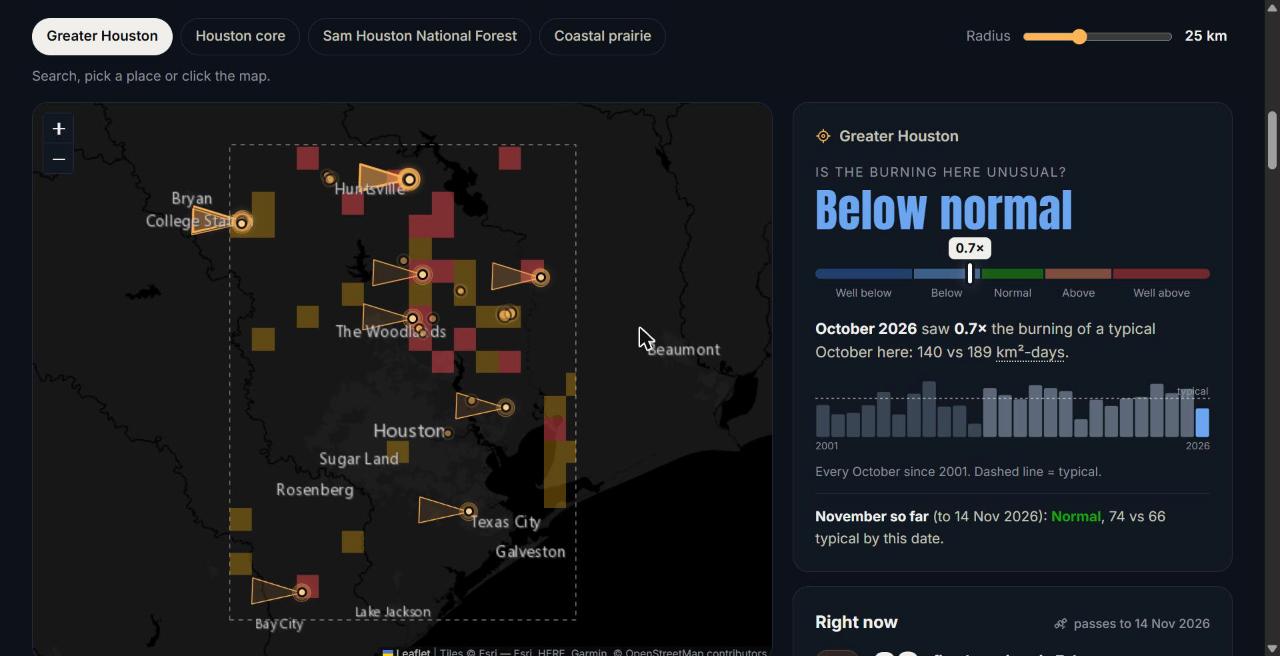 Greater Houston
Houston core
Sam Houston National Forest
Coastal prairie
Radius
25 km
Search, pick a place or click the map.
+
−
Bryan
College Stat
Huntsville
The Woodlands
Beaumont
Houston
Sugar Land
Rosenberg
Texas City
Galveston
Lake Jackson
Bay City
Leaflet | Tiles © Esri — Esri, HERE, Garmin, © OpenStreetMap contributors
Greater Houston
IS THE BURNING HERE UNUSUAL?
Below normal
0.7×
Well below
Below
Normal
Above
Well above
October 2026 saw 0.7× the burning of a typical
October here: 140 vs 189 km²-days.
typical
2001
2026
Every October since 2001. Dashed line = typical.
November so far (to 14 Nov 2026): Normal, 74 vs 66
typical by this date.
Right now
passes to 14 Nov 2026